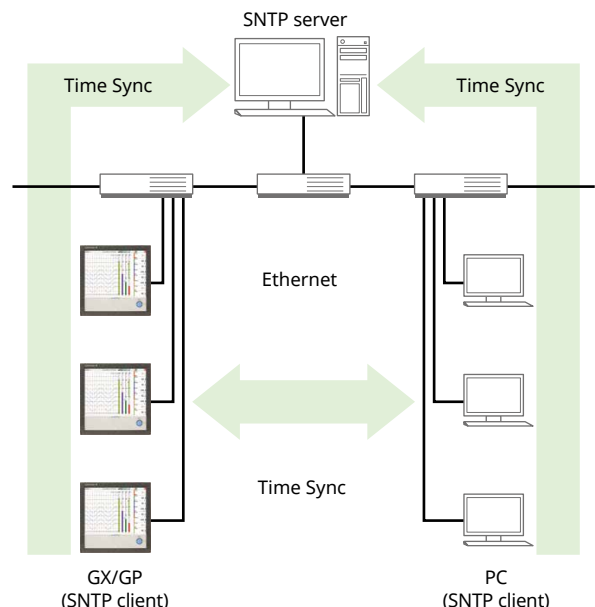 SNTP server
Time Sync
Time Sync
Ethernet
Time Sync
GX/GP
(SNTP client)
PC
(SNTP client)